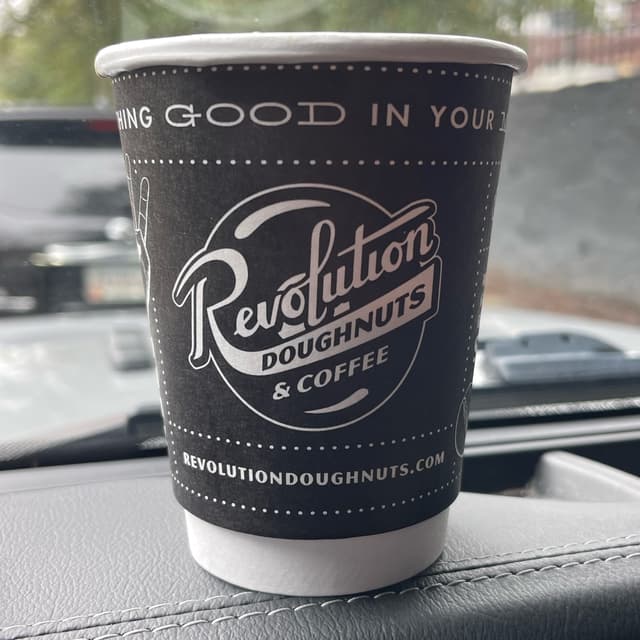 GOOD IN YOUR
Revolution
DOUGHNUTS
& COFFEE
REVOLUTIONDOUGHNUTS.COM